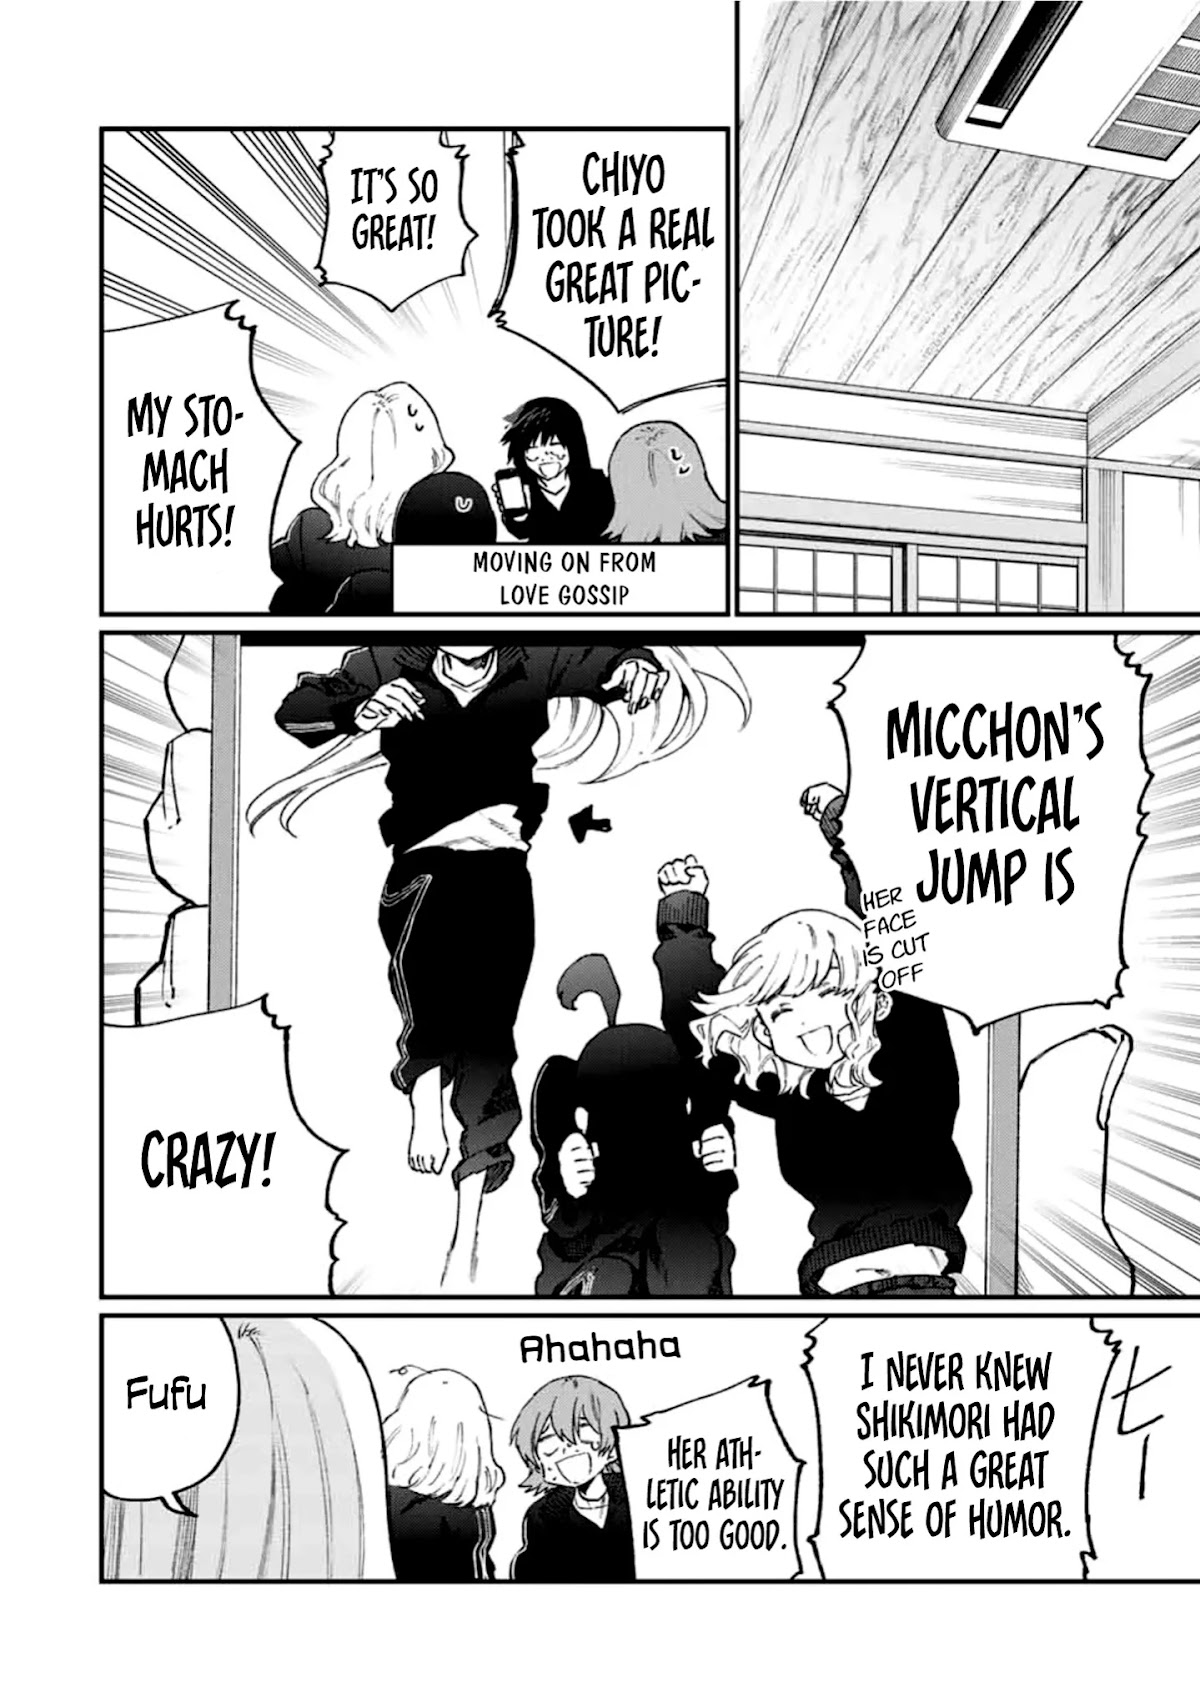 CHIYO
TOOK A REAL
GREAT PIC-
TURE!
IT'S SO
GREAT!
MY STO-
MACH
HURTS!
MOVING ON FROM
LOVE GOSSIP
MICCHON'S
VERTICAL
JUMP IS
HER
FACE
IS CUT
OFF
CRAZY!
ヒー
I NEVER KNEW
SHIKIMORI HAD
SUCH A GREAT
SENSE OF HUMOR.
HER ATH-
LETIC ABILITY
IS TOO GOOD.
Ahahaha
Fufu